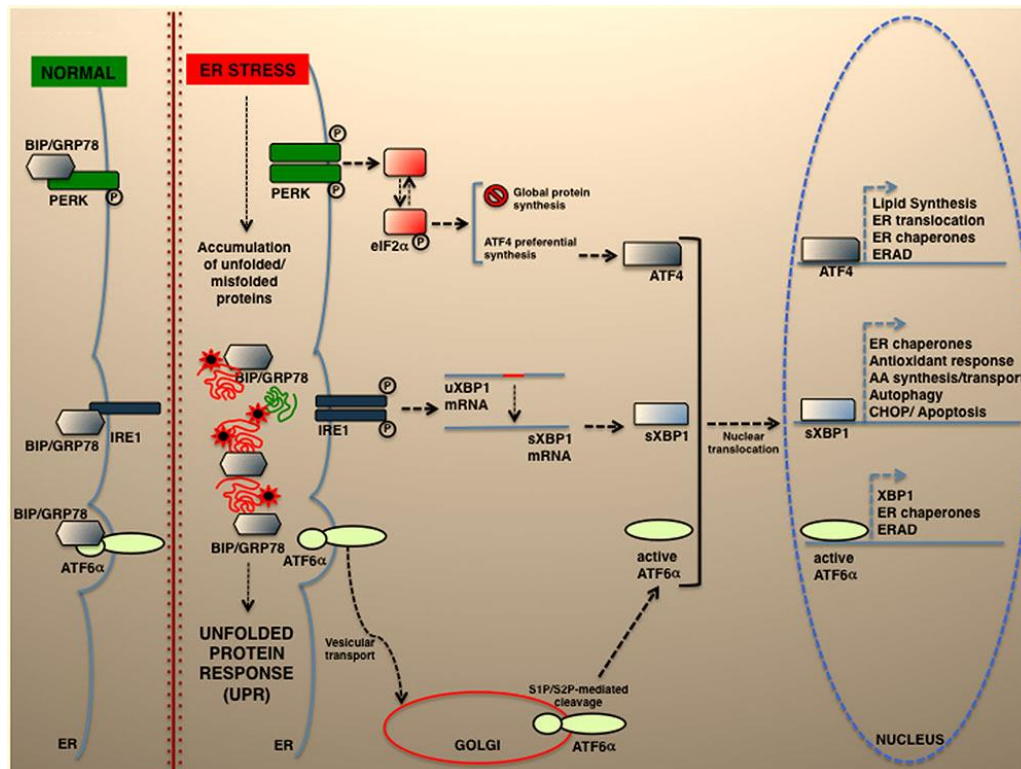 NORMAL
BIP/GRP78
P
PERK
BIP/GRP78
IRE1
BIP/GRP78
ATF6α
ER
ER STRESS
Accumulation
of unfolded/
misfolded
proteins
BIP/GRP78
BIP/GRP78
UNFOLDED
PROTEIN
RESPONSE
(UPR)
P
P
PERK
eIF2α
P
Global protein
synthesis
ATF4 preferential
synthesis
ATF4
P
P
IRE1
uXBP1
mRNA
sXBP1
mRNA
sXBP1
Nuclear
translocation
ATF6α
Vesicular
transport
active
ATF6α
S1P/S2P-mediated
cleavage
ATF6α
GOLGI
ER
Lipid Synthesis
ER translocation
ER chaperones
ERAD
ATF4
ER chaperones
Antioxidant response
AA synthesis/transport
Autophagy
CHOP/ Apoptosis
sXBP1
XBP1
ER chaperones
ERAD
active
ATF6α
NUCLEUS